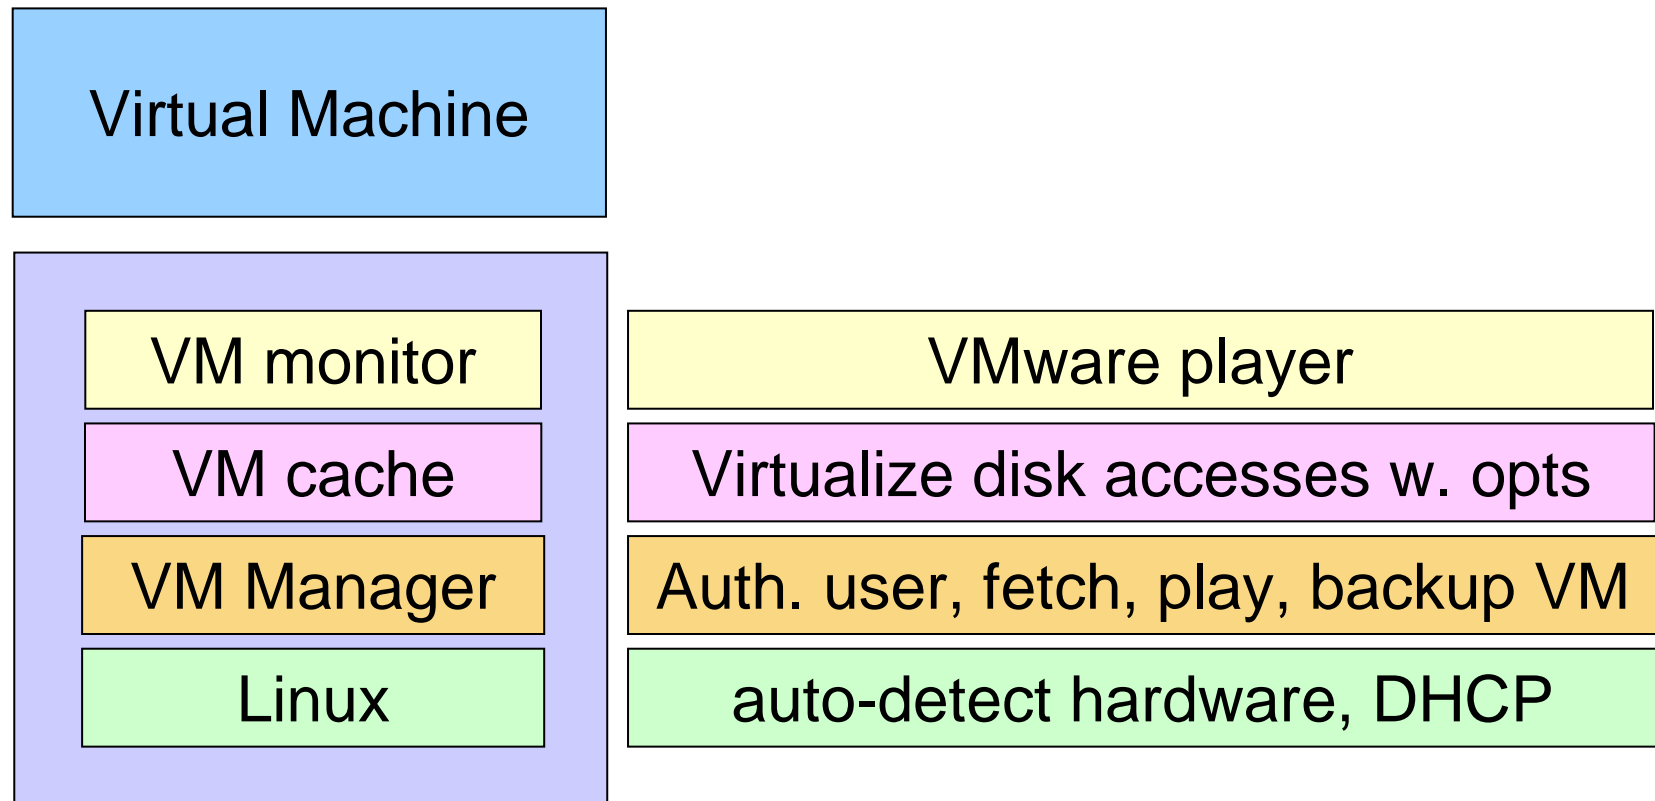 Virtual Machine
VM monitor
VMware player
VM cache
Virtualize disk accesses w. opts
VM Manager
Auth. user, fetch, play, backup VM
Linux
auto-detect hardware, DHCP